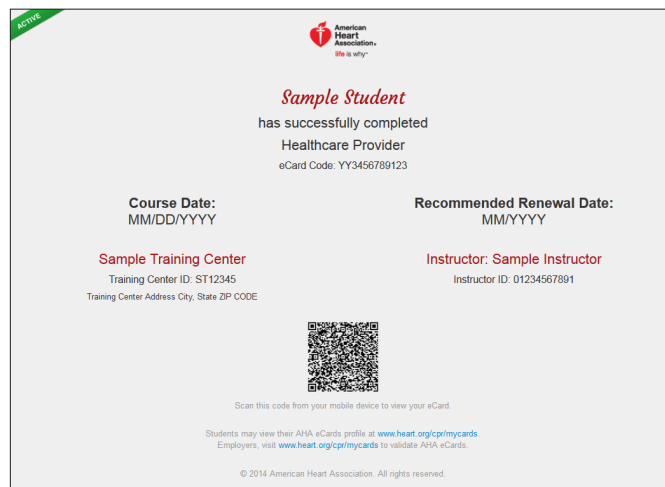 ACTIVE
American
Heart
Association®
life is why™
Sample Student
has successfully completed
Healthcare Provider
eCard Code: YY3456789123
Course Date:
MM/DD/YYYY
Recommended Renewal Date:
MM/YYYY
Sample Training Center
Training Center ID: ST12345
Training Center Address City, State ZIP CODE
Instructor: Sample Instructor
Instructor ID: 01234567891
Scan this code from your mobile device to view your eCard.
Students may view their AHA eCards profile at www.heart.org/cpr/mycards
Employers, visit www.heart.org/cpr/mycards to validate AHA eCards.
© 2014 American Heart Association. All rights reserved.